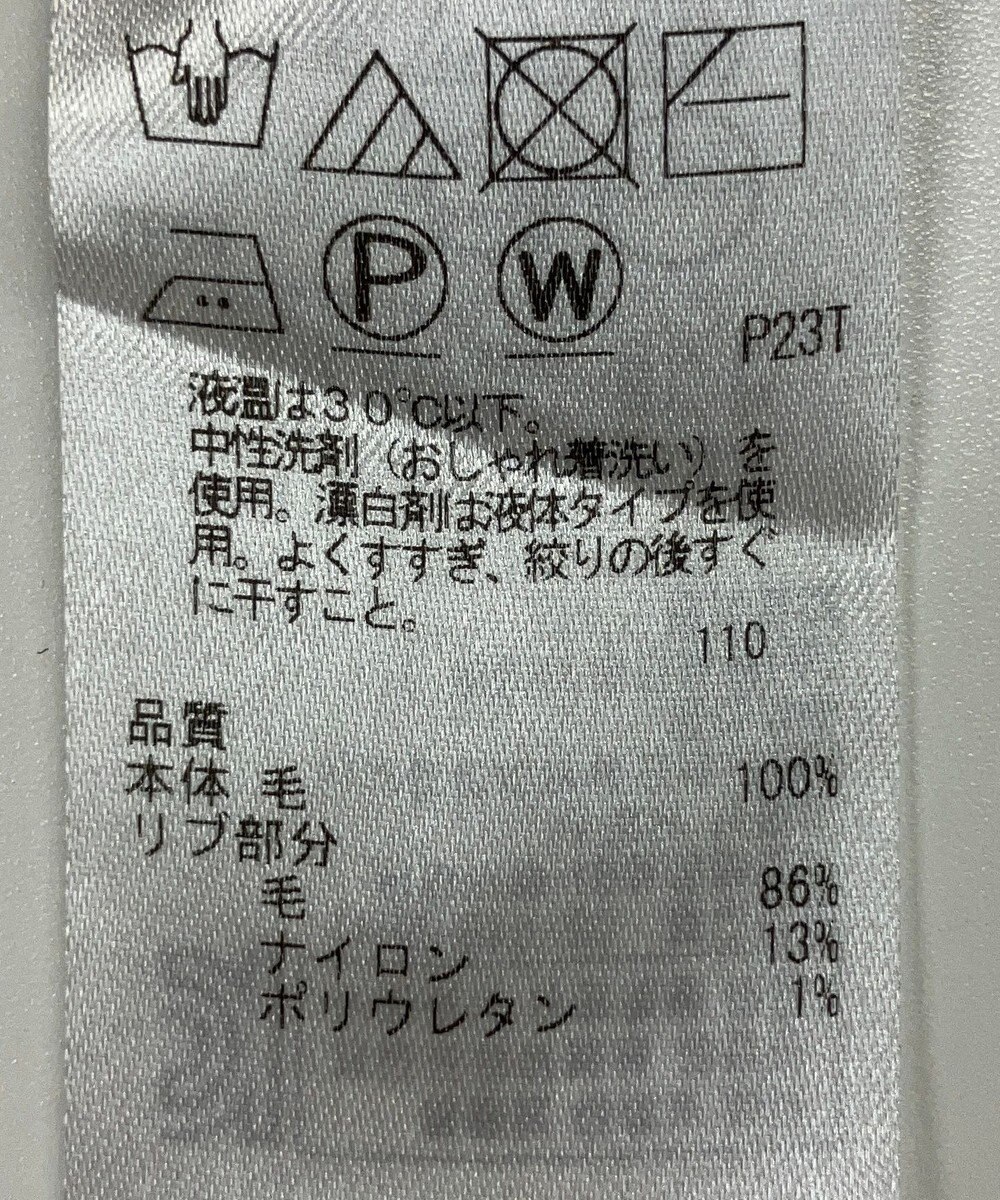 P
W
P23T
液温は30℃以下。
中性洗剤（おしゃれ着洗い）を
使用。漂白剤は液体タイプを使
用。よくすすぎ、絞りの後すぐ
に干すこと。
110
品質
本体 毛 100%
リブ部分
毛 86%
ナイロン 13%
ポリウレタン 1%